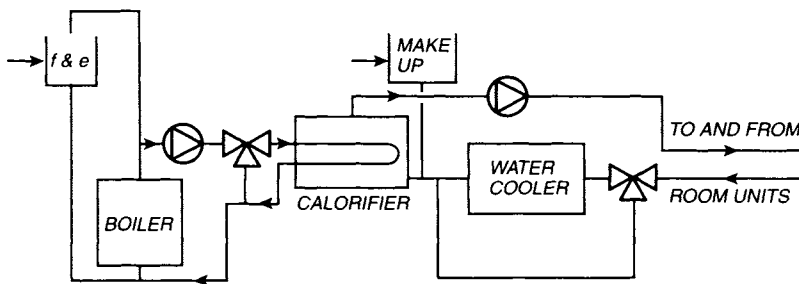 f & e
MAKE
UP
TO AND FROM
WATER
COOLER
ROOM UNITS
CALORIFIER
BOILER